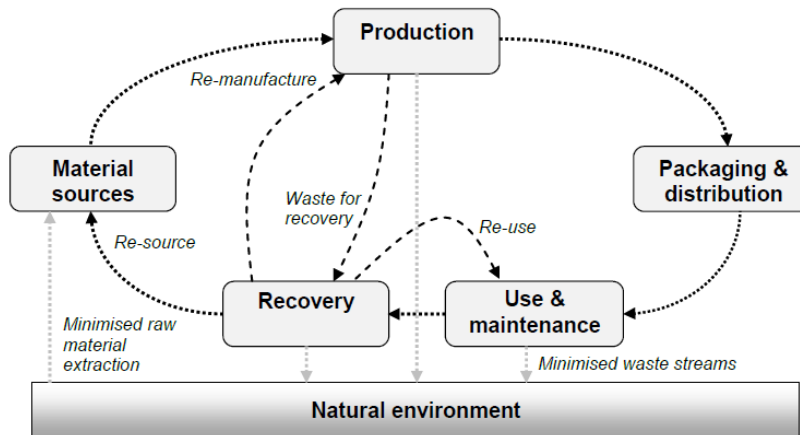 Production
Re-manufacture
Material
sources
Packaging &
distribution
Waste for
recovery
Re-use
Re-source
Recovery
Use &
maintenance
Minimised raw
material
extraction
Minimised waste streams
Natural environment